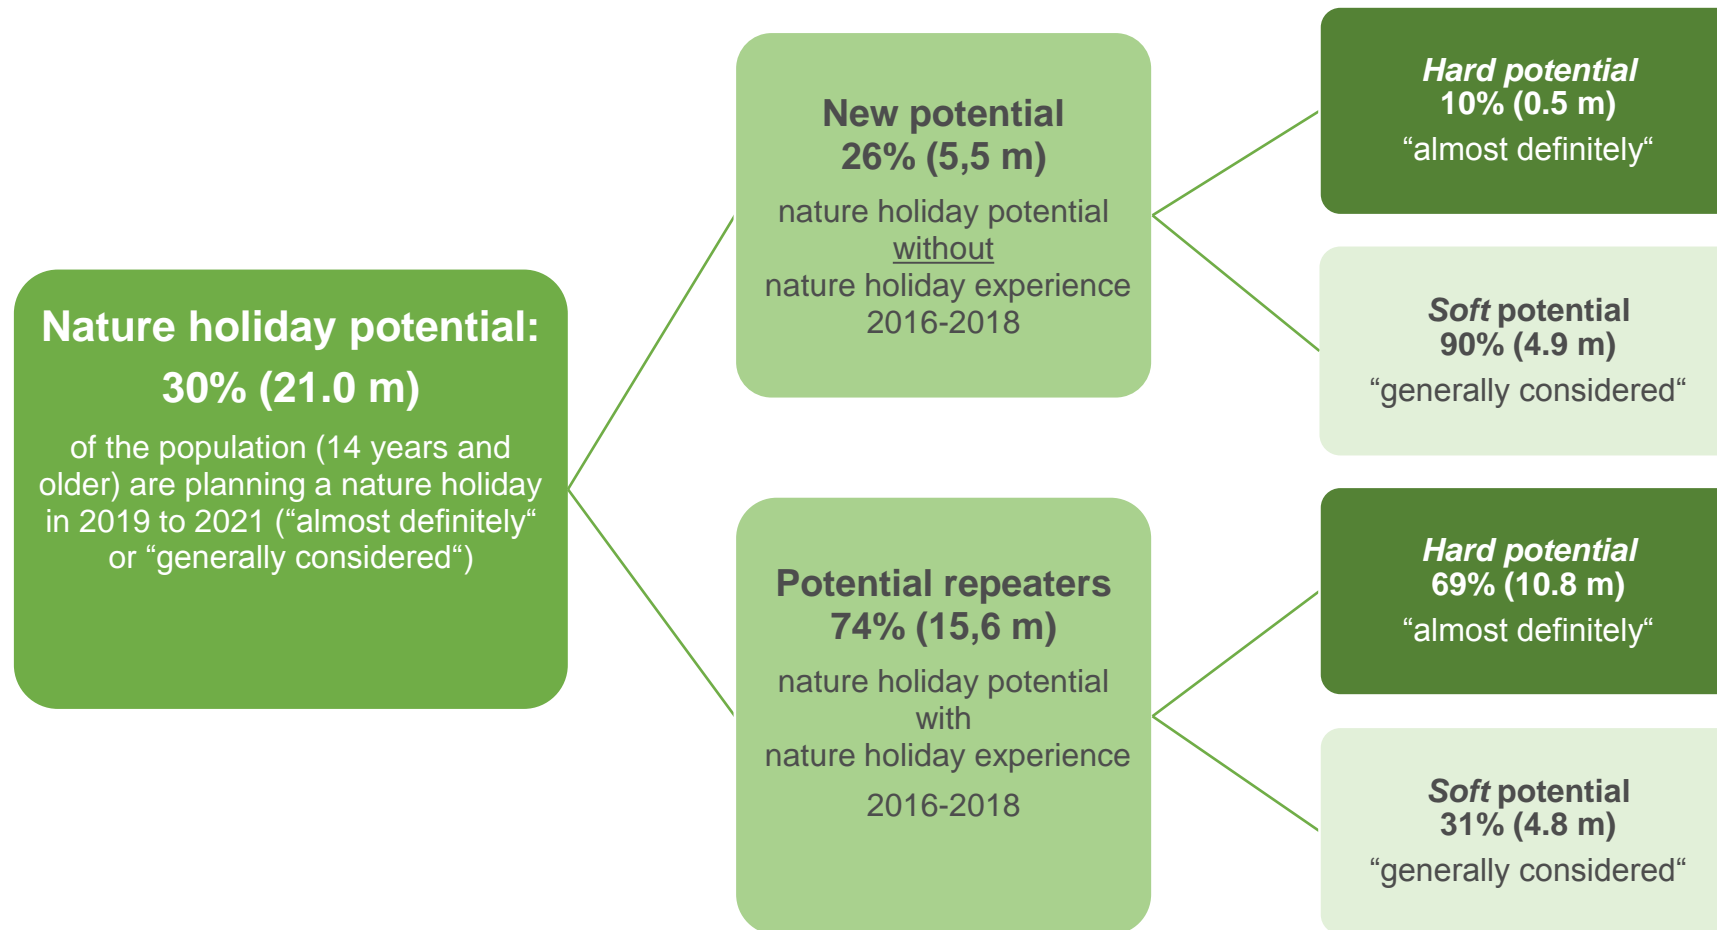 Nature holiday potential:
30% (21.0 m)
of the population (14 years and
older) are planning a nature holiday
in 2019 to 2021 (“almost definitely“
or “generally considered“)
New potential
26% (5,5 m)
nature holiday potential
without
nature holiday experience
2016-2018
Hard potential
10% (0.5 m)
“almost definitely“
Soft potential
90% (4.9 m)
“generally considered“
Potential repeaters
74% (15,6 m)
nature holiday potential
with
nature holiday experience
2016-2018
Hard potential
69% (10.8 m)
“almost definitely“
Soft potential
31% (4.8 m)
“generally considered“